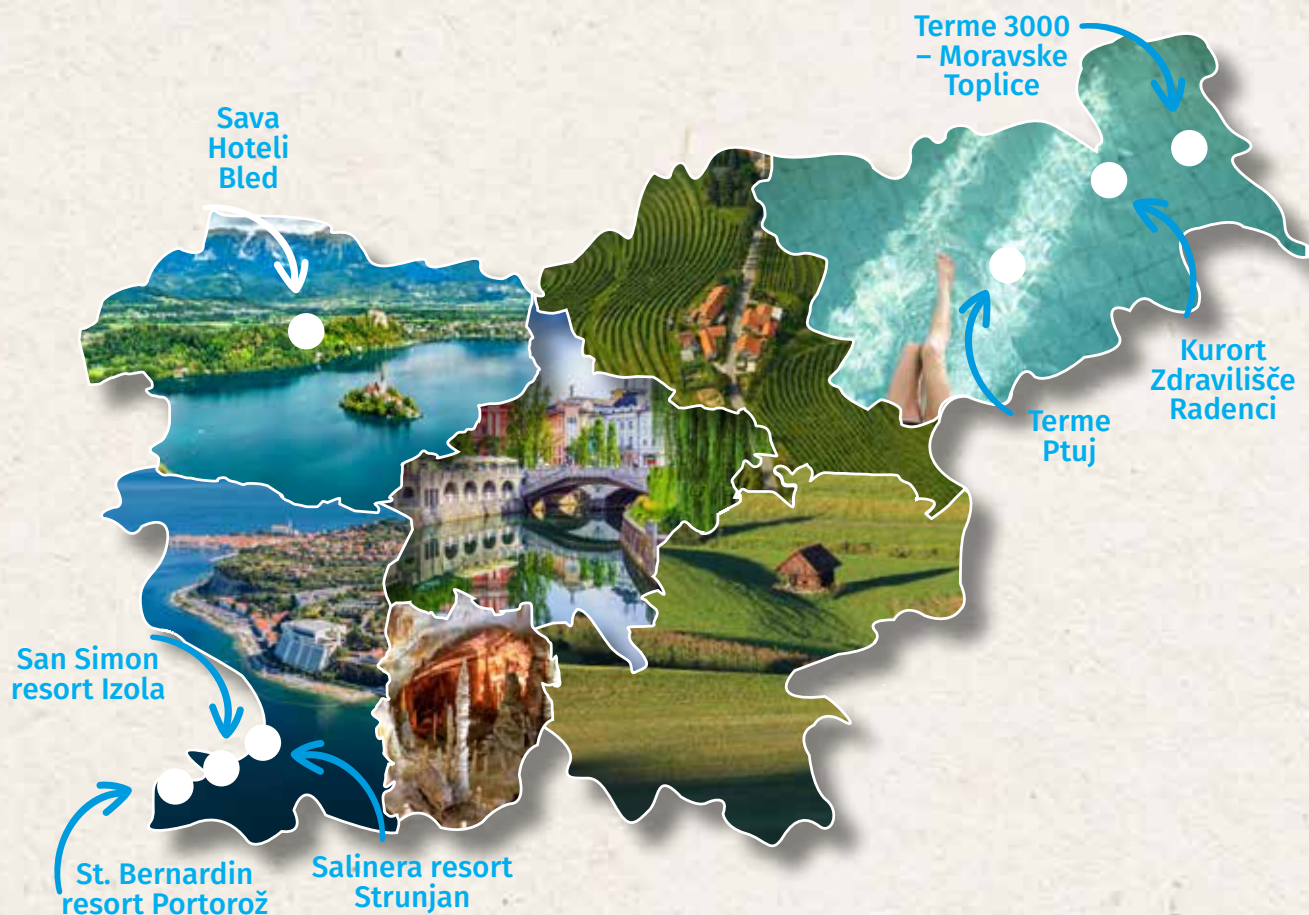 Terme 3000
– Moravske
Toplice
Sava
Hoteli
Bled
Kurort
Zdravilišče
Radenci
Terme
Ptuj
San Simon
resort Izola
St. Bernardin
resort Portorož
Salinera resort
Strunjan